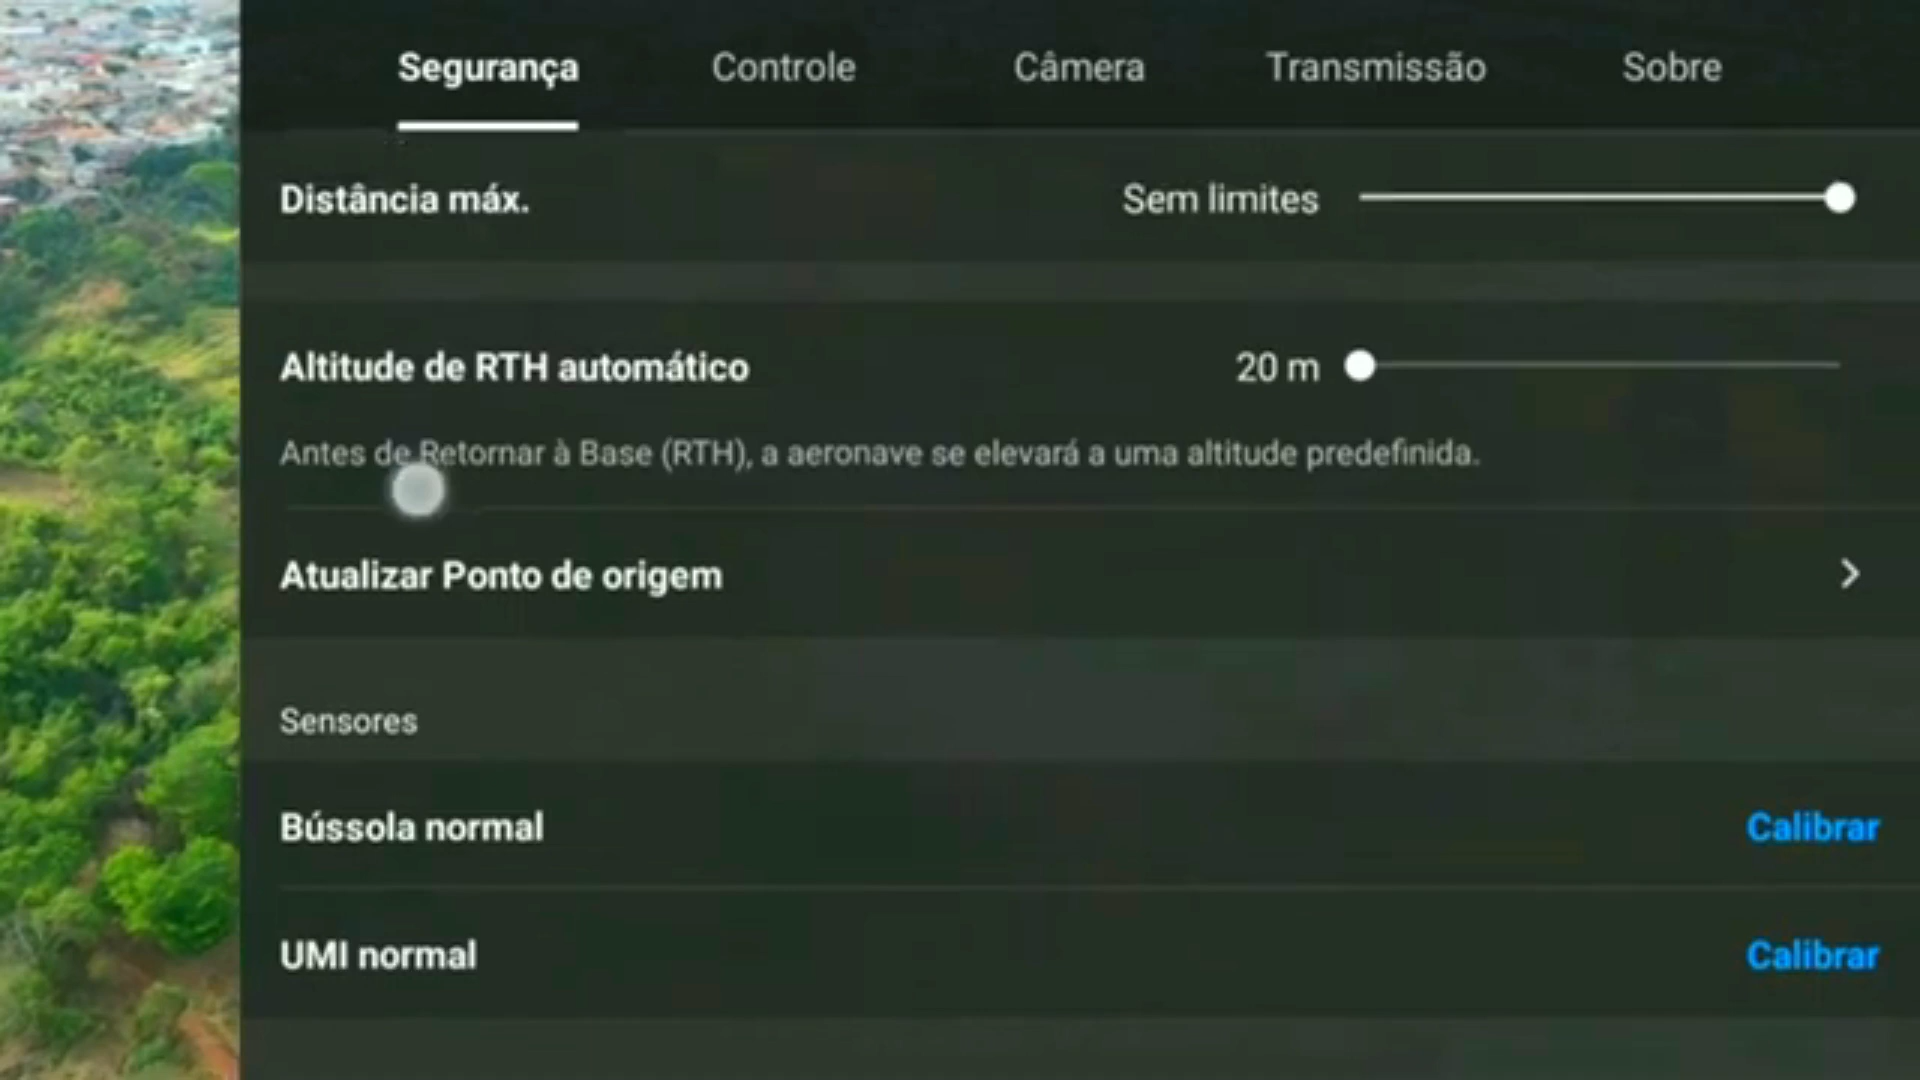 Segurança Controle Câmera Transmissão Sobre
Distância máx. Sem limites
Altitude de RTH automático 20 m
Antes de Retornar à Base (RTH), a aeronave se elevará a uma altitude predefinida.
Atualizar Ponto de origem
Sensores
Bússola normal Calibrar
UMI normal Calibrar